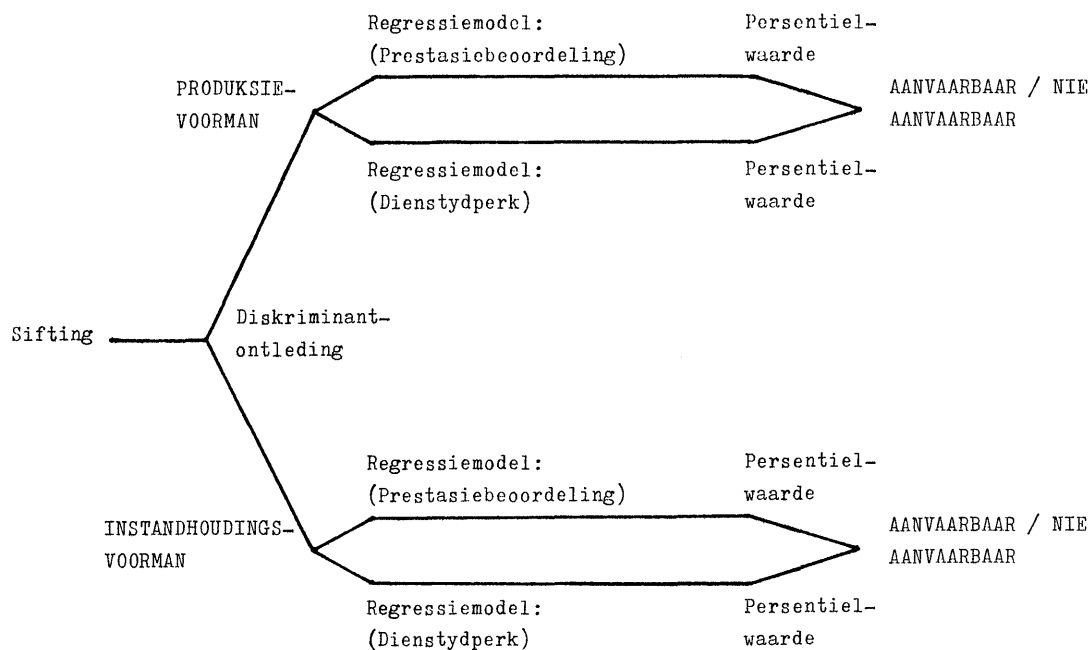 Regressiemodel:
(Prestasiebeoordeling)
Persentiel-
waarde
PRODUKSIE-
VOORMAN
AANVAARBAAR / NIE
AANVAARBAAR
Regressiemodel:
(Dienstydperk)
Persentiel-
waarde
Sifting
Diskriminant-
ontleding
Regressiemodel:
(Prestasiebeoordeling)
Persentiel-
waarde
INSTANDHOUDINGS-
VOORMAN
AANVAARBAAR / NIE
AANVAARBAAR
Regressiemodel:
(Dienstydperk)
Persentiel-
waarde